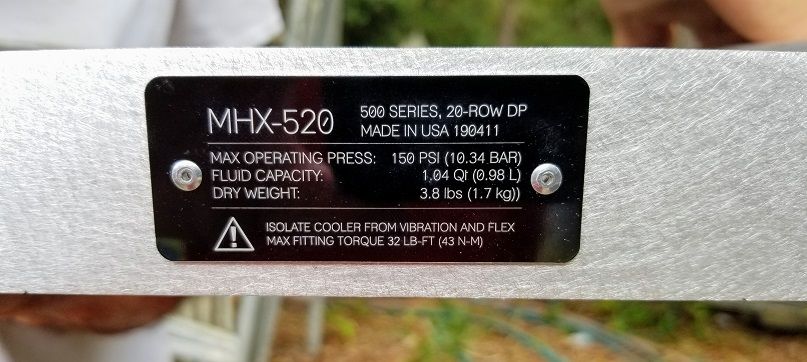 MHX-520
500 SERIES, 20-ROW DP
MADE IN USA 190411
MAX OPERATING PRESS: 150 PSI (10.34 BAR)
FLUID CAPACITY: 1.04 Qt (0.98 L)
DRY WEIGHT: 3.8 lbs (1.7 kg))
ISOLATE COOLER FROM VIBRATION AND FLEX
MAX FITTING TORQUE 32 LB-FT (43 N-M)